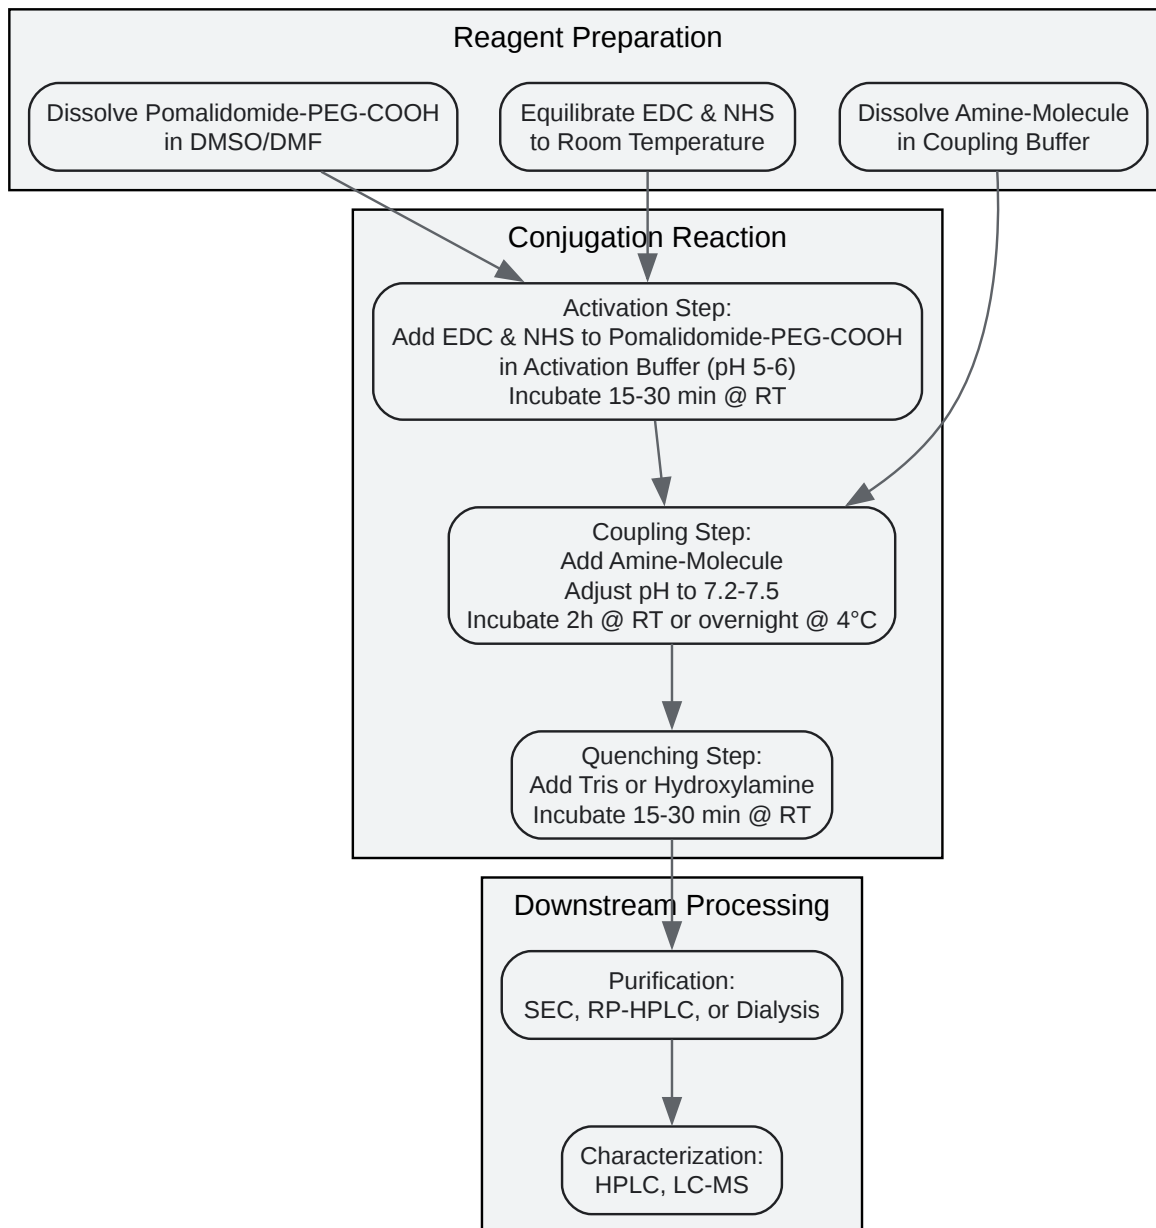 Reagent Preparation
Dissolve Pomalidomide-PEG-COOH
in DMSO/DMF
Equilibrate EDC & NHS
to Room Temperature
Dissolve Amine-Molecule
in Coupling Buffer
Conjugation Reaction
Activation Step:
Add EDC & NHS to Pomalidomide-PEG-COOH
in Activation Buffer (pH 5-6)
Incubate 15-30 min @ RT
Coupling Step:
Add Amine-Molecule
Adjust pH to 7.2-7.5
Incubate 2h @ RT or overnight @ 4°C
Quenching Step:
Add Tris or Hydroxylamine
Incubate 15-30 min @ RT
Downstream Processing
Purification:
SEC, RP-HPLC, or Dialysis
Characterization:
HPLC, LC-MS